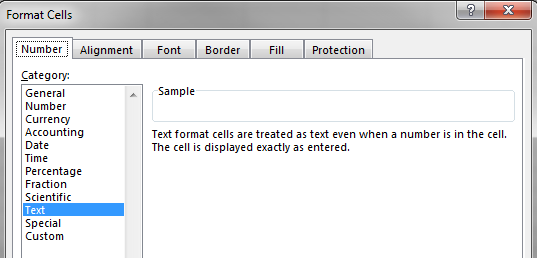 Format Cells
?
Number Alignment Font Border Fill Protection
Category:
General
Number
Currency
Accounting
Date
Time
Percentage
Fraction
Scientific
Text
Special
Custom
Sample
Text format cells are treated as text even when a number is in the cell.
The cell is displayed exactly as entered.